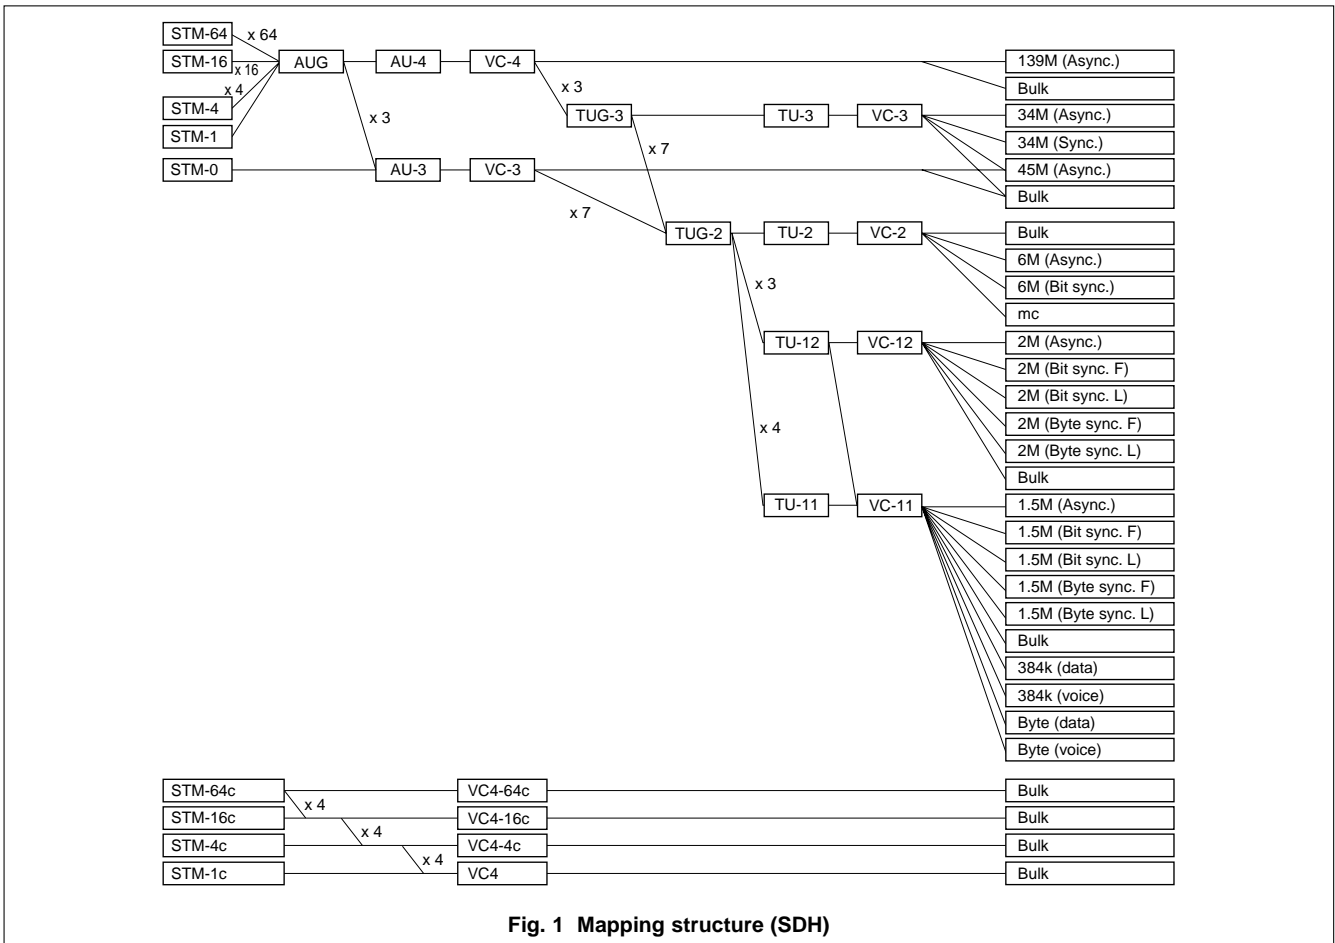 STM-64 x 64
STM-16 x 16 AUG AU-4 VC-4 139M (Async.)
x 3 Bulk
STM-4 x 4 x 3 TUG-3 TU-3 VC-3 34M (Async.)
STM-1 34M (Sync.)
x 7
STM-0 AU-3 VC-3 45M (Async.)
Bulk
x 7
TUG-2 TU-2 VC-2 Bulk
6M (Async.)
x 3 6M (Bit sync.)
mc
TU-12 VC-12 2M (Async.)
2M (Bit sync. F)
2M (Bit sync. L)
x 4 2M (Byte sync. F)
2M (Byte sync. L)
Bulk
TU-11 VC-11 1.5M (Async.)
1.5M (Bit sync. F)
1.5M (Bit sync. L)
1.5M (Byte sync. F)
1.5M (Byte sync. L)
Bulk
384k (data)
384k (voice)
Byte (data)
Byte (voice)
STM-64c VC4-64c Bulk
x 4
STM-16c VC4-16c Bulk
x 4
STM-4c VC4-4c Bulk
x 4
STM-1c VC4 Bulk
Fig. 1 Mapping structure (SDH)